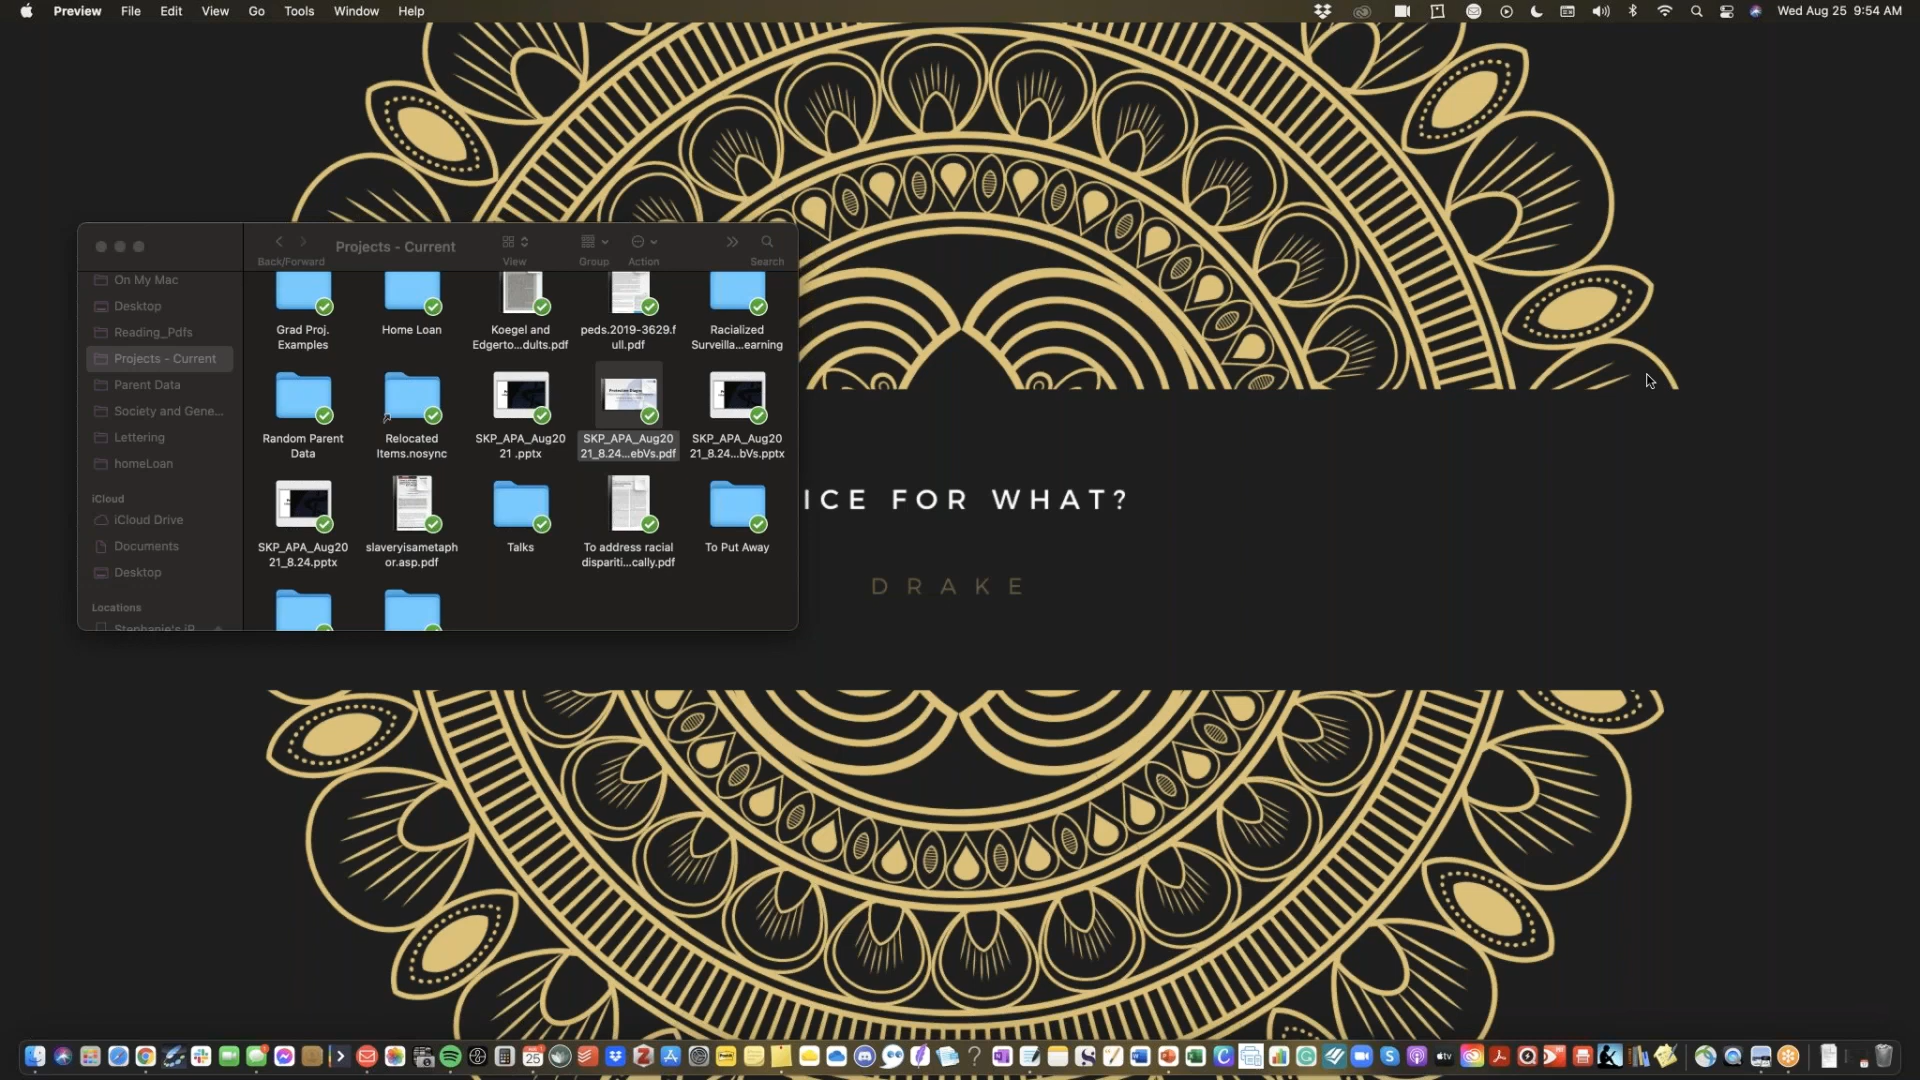 Preview File Edit View Go Tools Window Help
Wed Aug 25 9:54 AM
Projects - Current
Back/Forward View Group Action Search
On My Mac
Desktop
Reading_Pdfs
Projects - Current
Parent Data
Society and Gene...
Lettering
homeLoan
iCloud
iCloud Drive
Documents
Desktop
Locations
Stephanie's iP...
Grad Proj.
Examples
Home Loan
Koegel and
Edgerto...dults.pdf
peds.2019-3629.f
ull.pdf
Racialized
Surveilla...earning
Random Parent
Data
Relocated
Items.nosync
SKP_APA_Aug20
21 .pptx
SKP_APA_Aug20
21_8.24...ebVs.pdf
SKP_APA_Aug20
21_8.24...bVs.pptx
SKP_APA_Aug20
21_8.24.pptx
slaveryisametaph
or.asp.pdf
Talks
To address racial
dispariti...cally.pdf
To Put Away
ICE FOR WHAT?
DRAKE
25